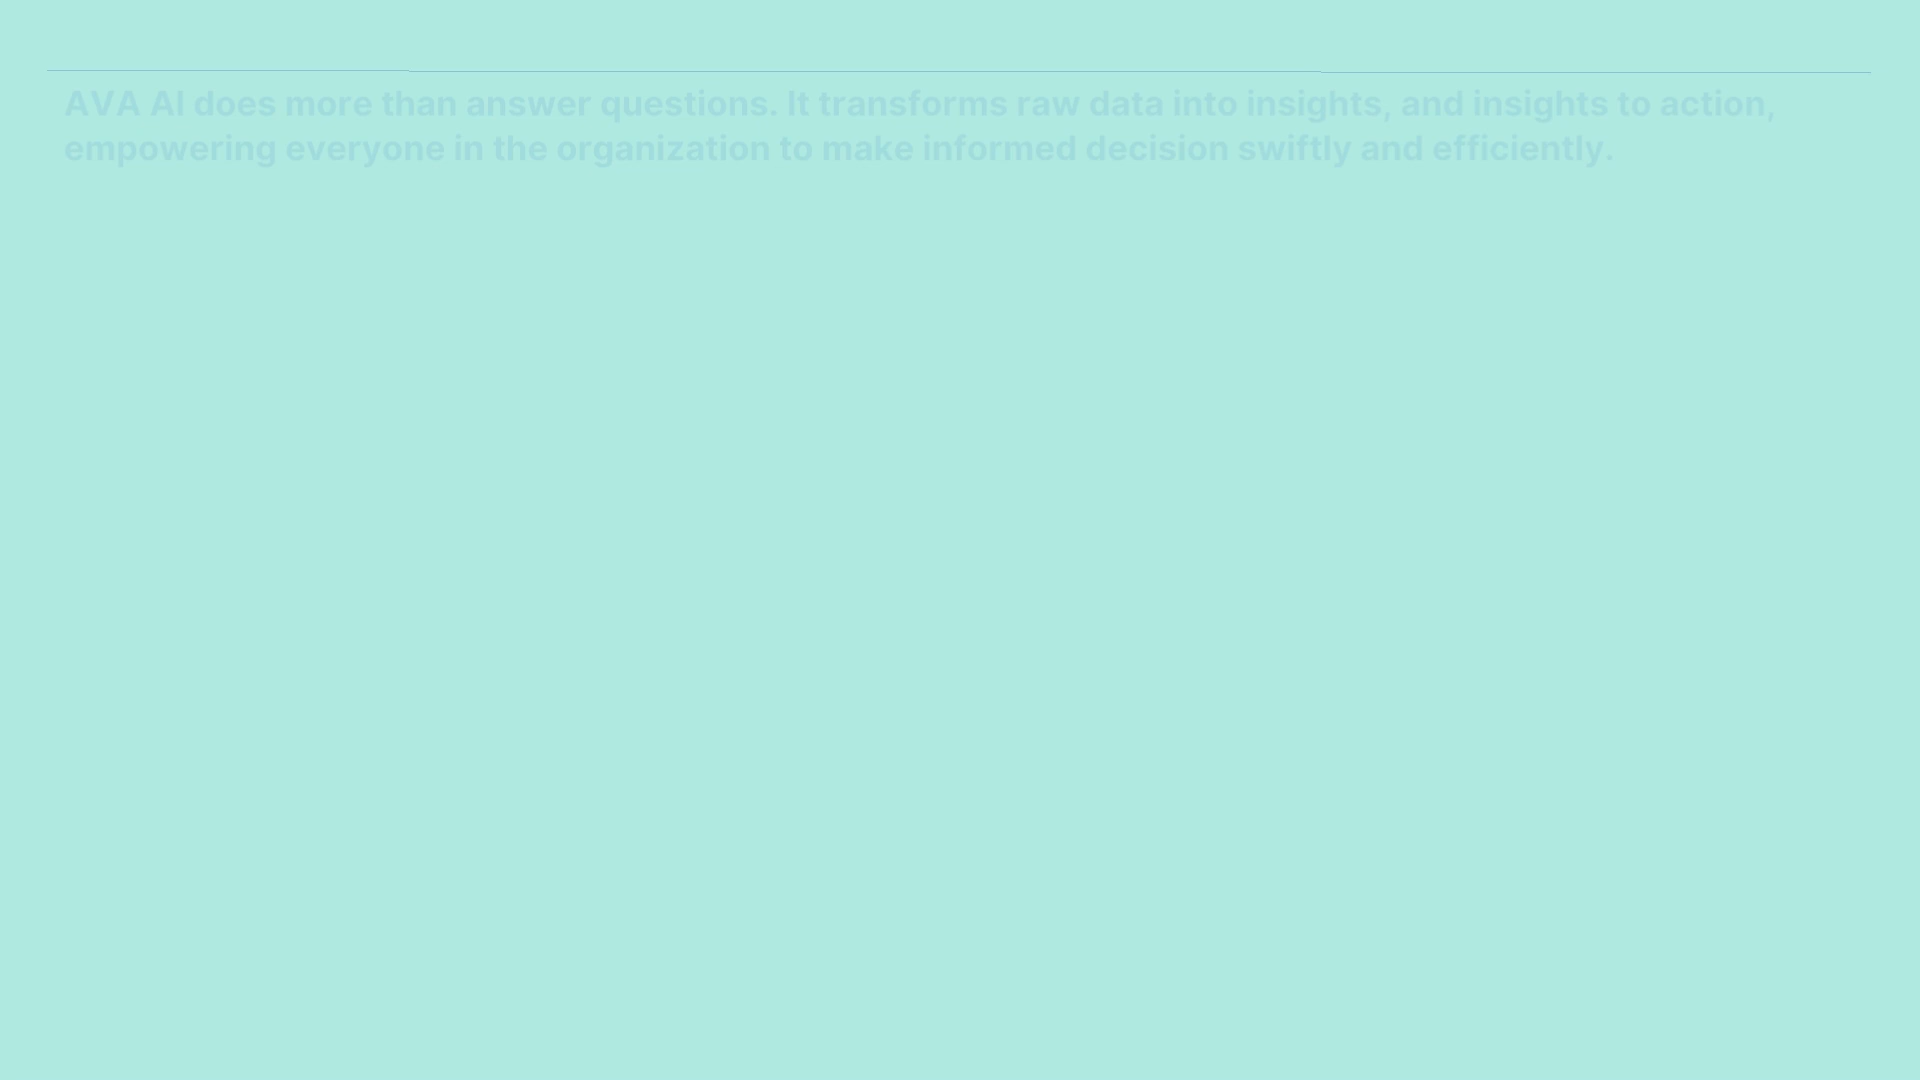 AVA AI does more than answer questions. It transforms raw data into insights, and insights to action,
empowering everyone in the organization to make informed decision swiftly and efficiently.